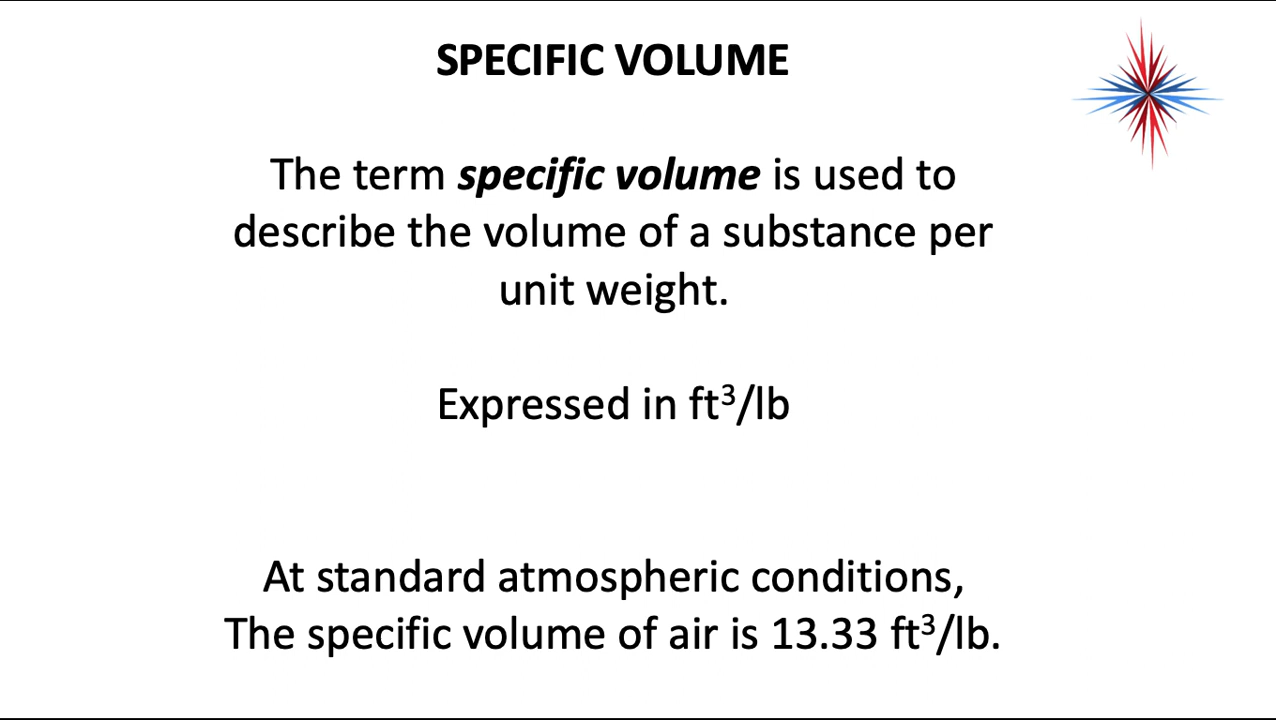 SPECIFIC VOLUME
The term specific volume is used to
describe the volume of a substance per
unit weight.
Expressed in ft³/lb
At standard atmospheric conditions,
The specific volume of air is 13.33 ft³/lb.